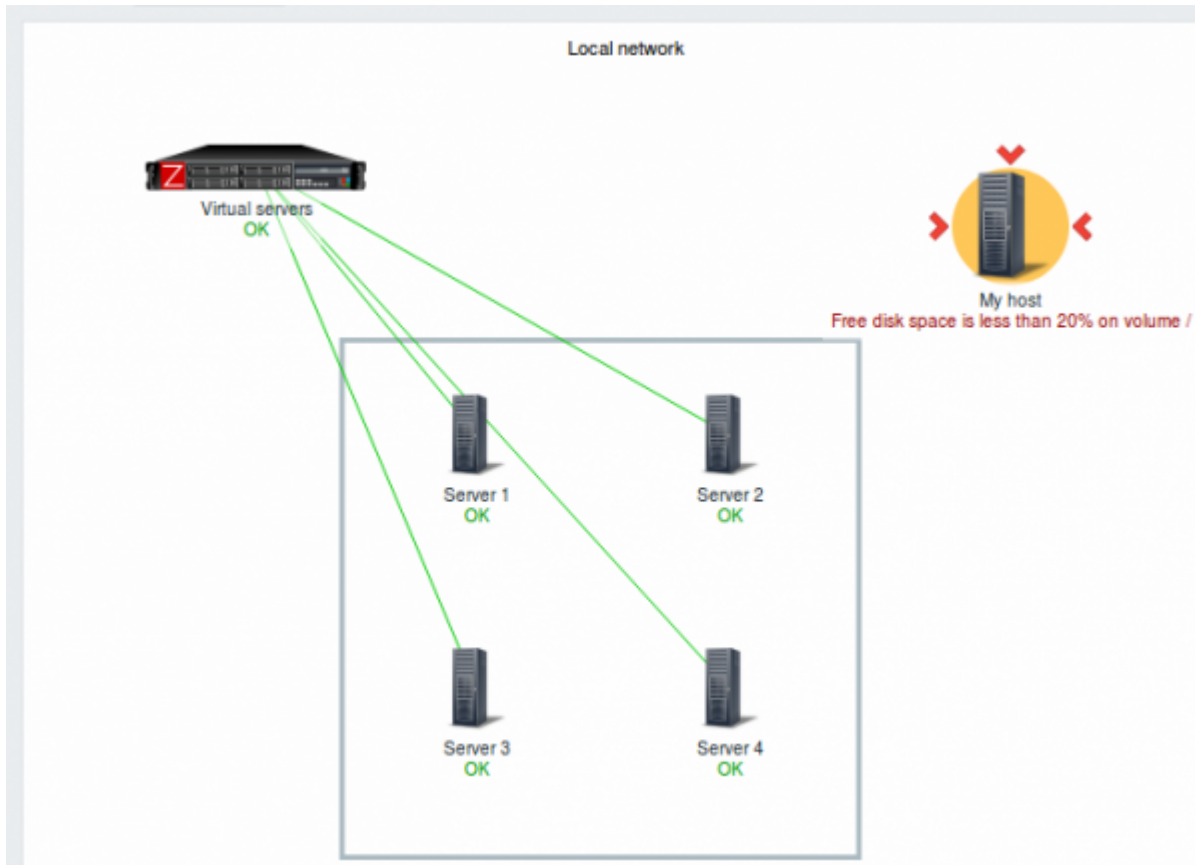 Local network
Z
Virtual servers
OK
My host
Free disk space is less than 20% on volume /
Server 1
OK
Server 2
OK
Server 3
OK
Server 4
OK